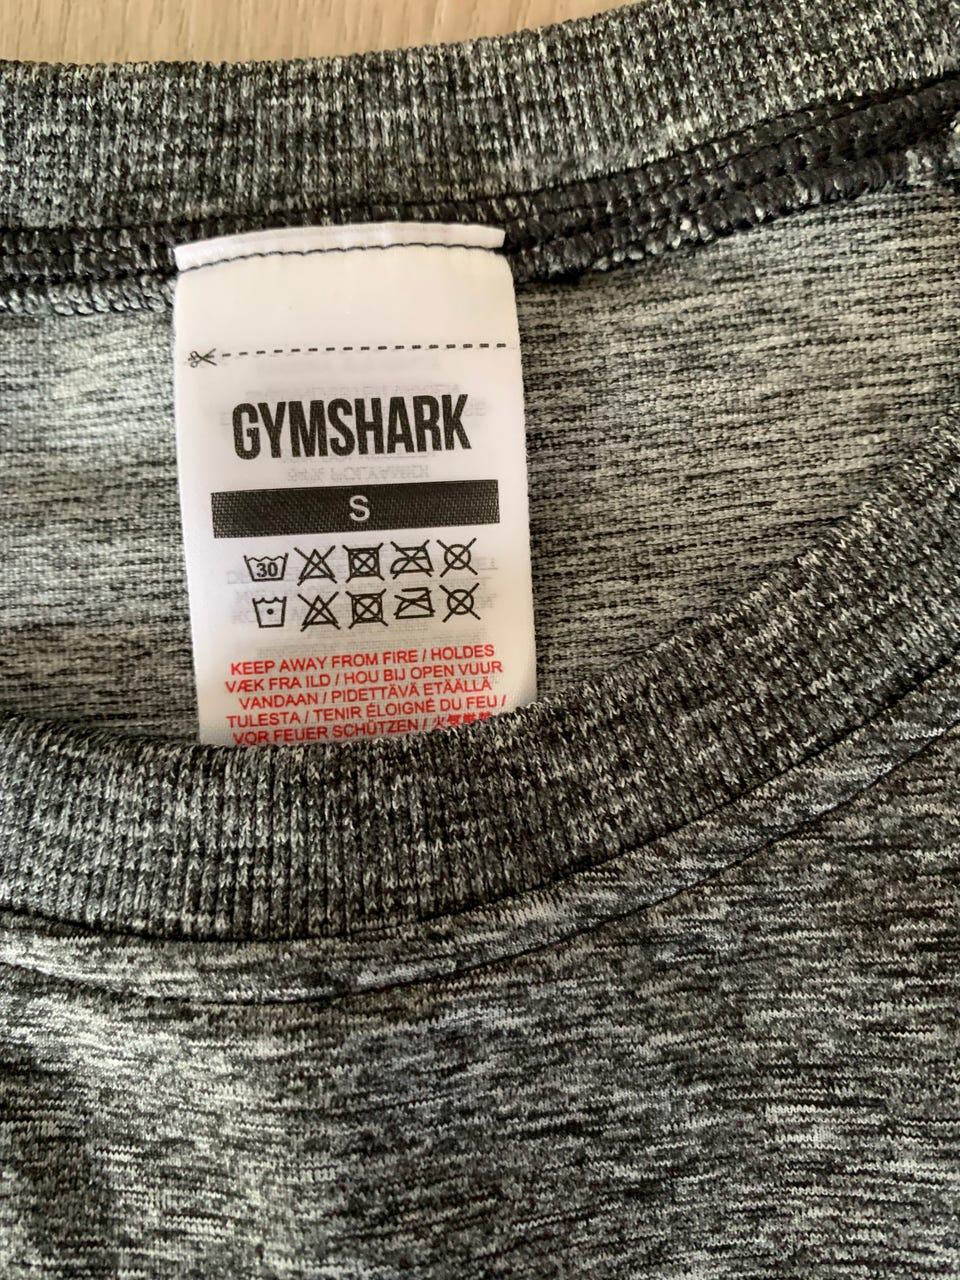 GYMSHARK
S
30
KEEP AWAY FROM FIRE / HOLDES
VÆK FRA ILD / HOU BIJ OPEN VUUR
VANDAAN / PIDETTÄVÄ ETÄÄLLÄ
TULESTA / TENIR ÉLOIGNÉ DU FEU /
VOR FEUER SCHÜTZEN /